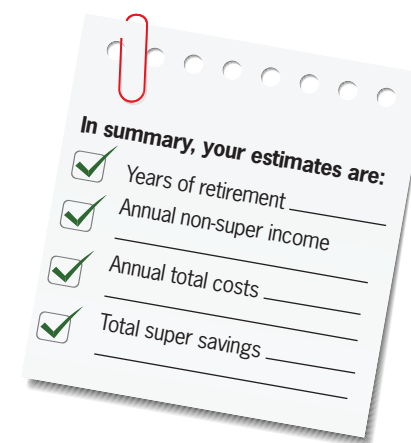 In summary, your estimates are:
Years of retirement
Annual non-super income
Annual total costs
Total super savings